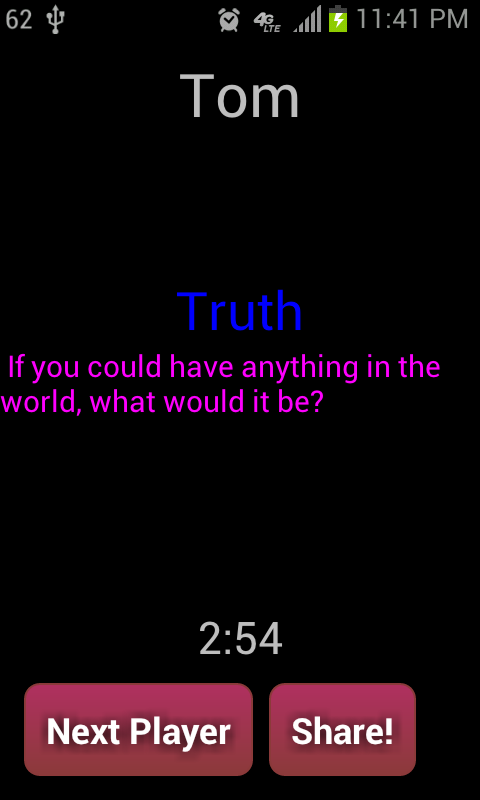 62 4G LTE 11:41 PM
Tom
Truth
If you could have anything in the
world, what would it be?
2:54
Next Player Share!